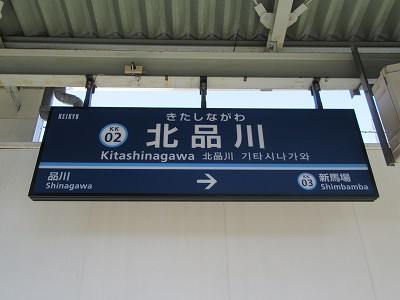 KEIKYU
きたしながわ
KK
02
北品川
Kitashinagawa 北品川 기타시나가와
品川
Shinagawa
→
KK
03
新馬場
Shimbamba